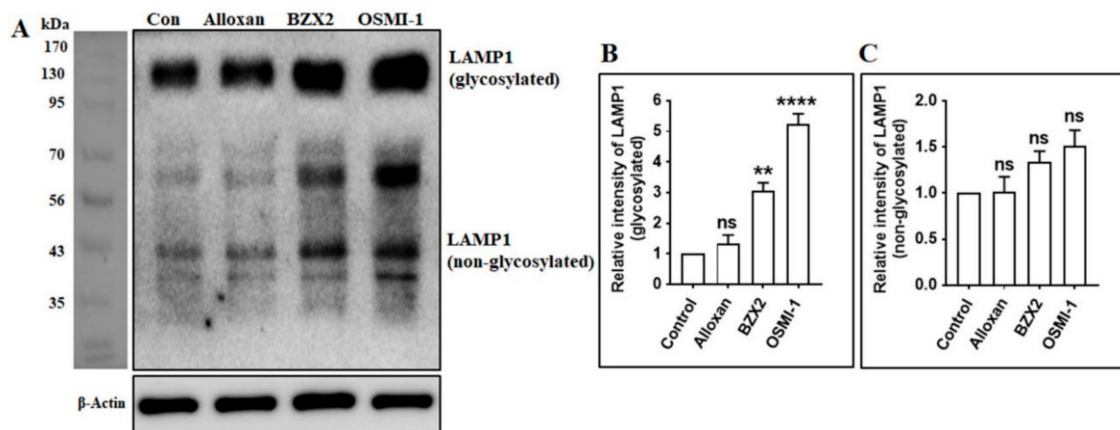 A
kDa
170
130
95
70
56
43
35
Con Alloxan BZX2 OSMI-1
LAMP1
(glycosylated)
LAMP1
(non-glycosylated)
β-Actin
B
Relative intensity of LAMP1
(glycosylated)
6
5
4
3
2
1
0
ns
**
****
Control
Alloxan
BZX2
OSMI-1
C
Relative intensity of LAMP1
(non-glycosylated)
2.0
1.5
1.0
0.5
0.0
ns
ns
ns
Control
Alloxan
BZX2
OSMI-1